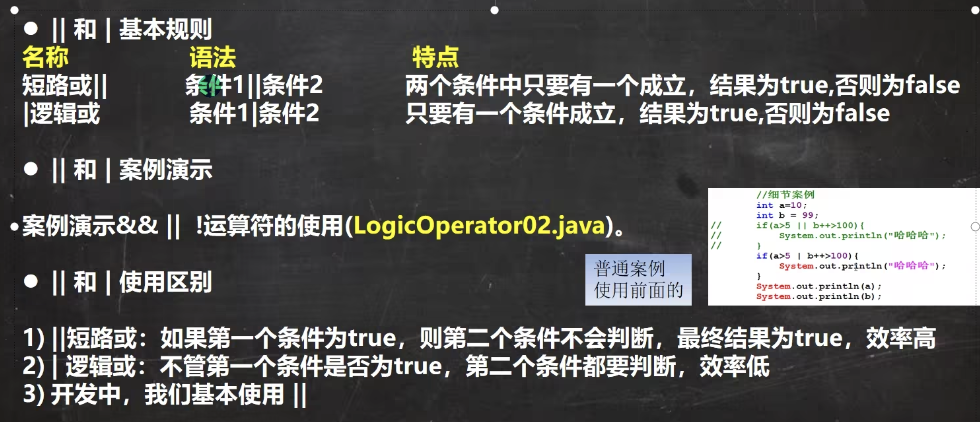 ● || 和 | 基本规则
名称 语法 特点
短路或|| 条件1||条件2 两个条件中只要有一个成立，结果为true,否则为false
|逻辑或 条件1|条件2 只要有一个条件成立，结果为true,否则为false
● || 和 | 案例演示
案例演示&& || !运算符的使用(LogicOperator02.java)。
//细节案例
int a=10;
int b = 99;
// if(a>5 || b++>100){
// System.out.println("哈哈哈");
// }
if(a>5 | b++>100){
System.out.println("哈哈哈");
}
System.out.println(a);
System.out.println(b);
普通案例
使用前面的
● || 和 | 使用区别
1) ||短路或：如果第一个条件为true，则第二个条件不会判断，最终结果为true，效率高
2) | 逻辑或：不管第一个条件是否为true，第二个条件都要判断，效率低
3) 开发中，我们基本使用 ||